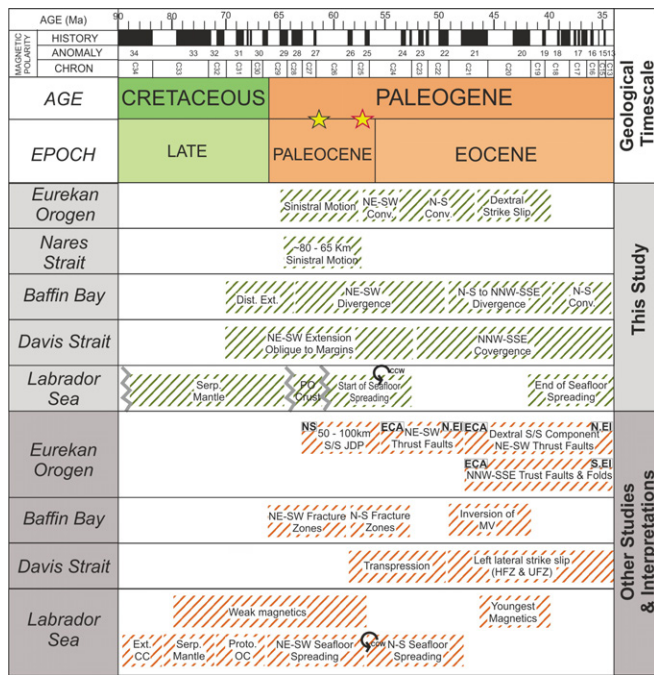 AGE (Ma) 90 85 80 75 70 65 60 55 50 45 40 35
MAGNETIC POLARITY
HISTORY
ANOMALY 34 33 32 31 30 29 28 27 26 25 24 23 22 21 20 19 18 17 16 1513
CHRON C34 C33 C32 C31 C30 C29 C28 C27 C26 C25 C24 C23 C22 C21 C20 C19 C18 C17 C16 C15 C13
AGE CRETACEOUS PALEOGENE
EPOCH LATE PALEOCENE EOCENE
Geological Timescale
Eurekan Orogen
Sinistral Motion
NE-SW Conv.
N-S Conv.
Dextral Strike Slip
Nares Strait
~80 - 65 Km
Sinistral Motion
Baffin Bay
Dist. Ext.
NE-SW Divergence
N-S to NNW-SSE Divergence
N-S Conv.
Davis Strait
NE-SW Extension
Oblique to Margins
NNW-SSE Covergence
Labrador Sea
Serp. Mantle
PO Crust
CCW
Start of Seafloor Spreading
End of Seafloor Spreading
This Study
Eurekan Orogen
NS
50 - 100km
S/S JDP
ECA N.EI
NE-SW Thrust Faults
ECA N.EI
Dextral S/S Component
NE-SW Thrust Faults
ECA S.EI
NNW-SSE Trust Faults & Folds
Baffin Bay
NE-SW Fracture Zones
N-S Fracture Zones
Inversion of MV
Davis Strait
Transpression
Left lateral strike slip
(HFZ & UFZ)
Labrador Sea
Weak magnetics
Youngest Magnetics
Ext. CC
Serp. Mantle
Proto. OC
NE-SW Seafloor Spreading
CCW
N-S Seafloor Spreading
Other Studies & Interpretations